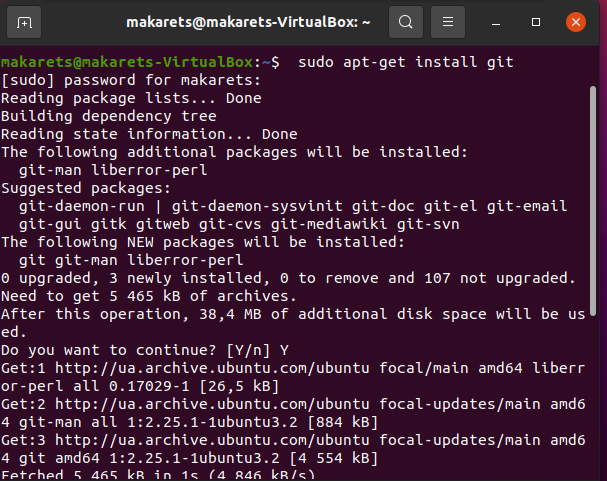 makarets@makarets-VirtualBox: ~
makarets@makarets-VirtualBox:~$  sudo apt-get install git
[sudo] password for makarets:
Reading package lists... Done
Building dependency tree
Reading state information... Done
The following additional packages will be installed:
  git-man liberror-perl
Suggested packages:
  git-daemon-run | git-daemon-sysvinit git-doc git-el git-email
  git-gui gitk gitweb git-cvs git-mediawiki git-svn
The following NEW packages will be installed:
  git git-man liberror-perl
0 upgraded, 3 newly installed, 0 to remove and 107 not upgraded.
Need to get 5 465 kB of archives.
After this operation, 38,4 MB of additional disk space will be us
ed.
Do you want to continue? [Y/n] Y
Get:1 http://ua.archive.ubuntu.com/ubuntu focal/main amd64 liberr
or-perl all 0.17029-1 [26,5 kB]
Get:2 http://ua.archive.ubuntu.com/ubuntu focal-updates/main amd6
4 git-man all 1:2.25.1-1ubuntu3.2 [884 kB]
Get:3 http://ua.archive.ubuntu.com/ubuntu focal-updates/main amd6
4 git amd64 1:2.25.1-1ubuntu3.2 [4 554 kB]
Fetched 5 465 kB in 1s (4 846 kB/s)